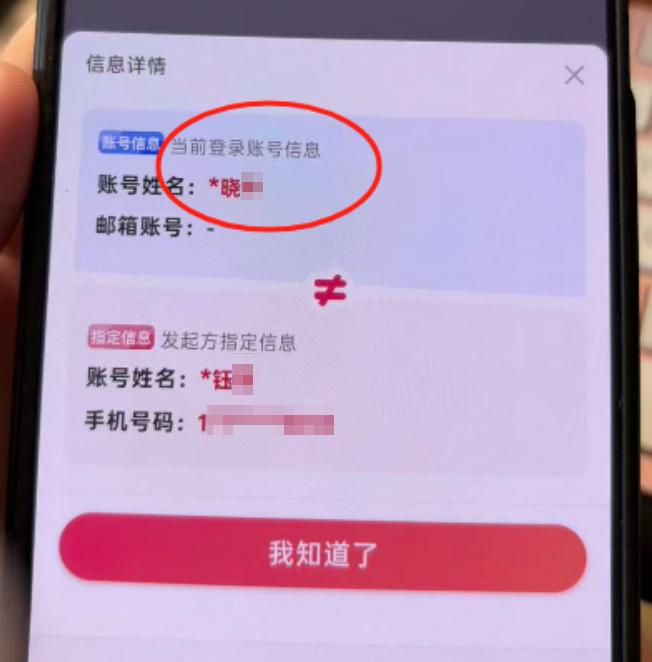 信息详情
账号信息 当前登录账号信息
账号姓名：*晓
邮箱账号：-
≠
指定信息 发起方指定信息
账号姓名：*钰
手机号码：1
我知道了